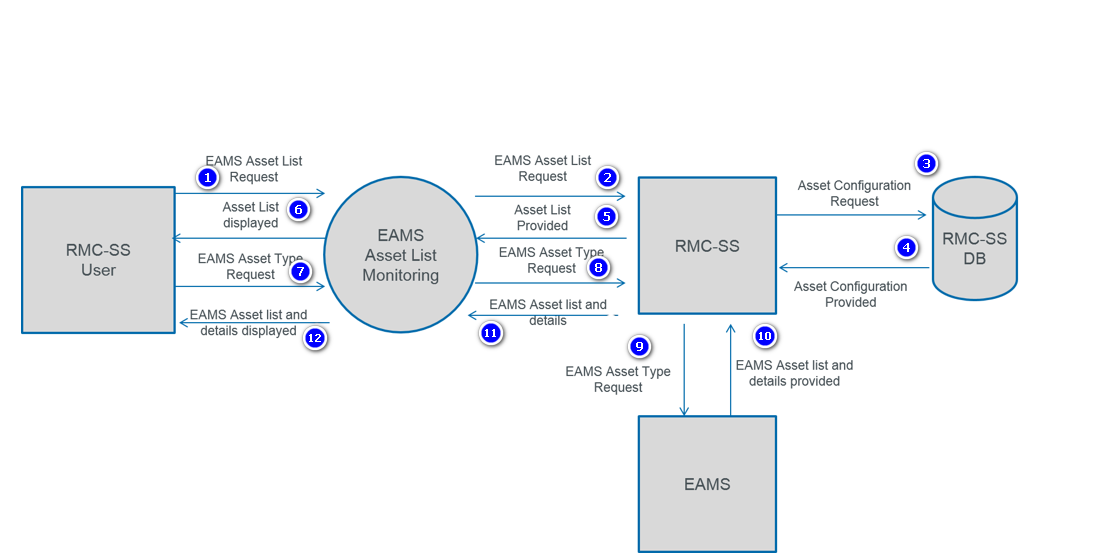 EAMS Asset List
Request
1
Asset List
displayed
6
EAMS Asset Type
Request
7
EAMS Asset list and
details displayed
12
RMC-SS
User
EAMS
Asset List
Monitoring
EAMS Asset List
Request
2
Asset List
Provided
5
EAMS Asset Type
Request
8
EAMS Asset list and
details
11
RMC-SS
Asset Configuration
Request
3
4
Asset Configuration
Provided
RMC-SS
DB
9
EAMS Asset Type
Request
10
EAMS Asset list and
details provided
EAMS